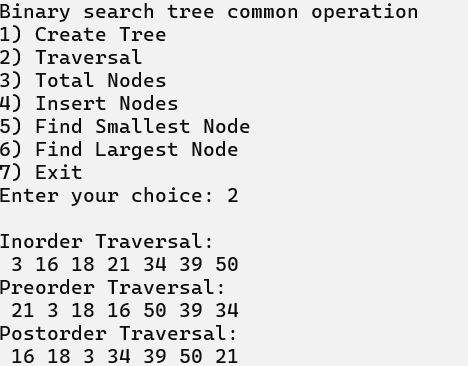 Binary search tree common operation
1) Create Tree
2) Traversal
3) Total Nodes
4) Insert Nodes
5) Find Smallest Node
6) Find Largest Node
7) Exit
Enter your choice: 2
Inorder Traversal:
3 16 18 21 34 39 50
Preorder Traversal:
21 3 18 16 50 39 34
Postorder Traversal:
16 18 3 34 39 50 21